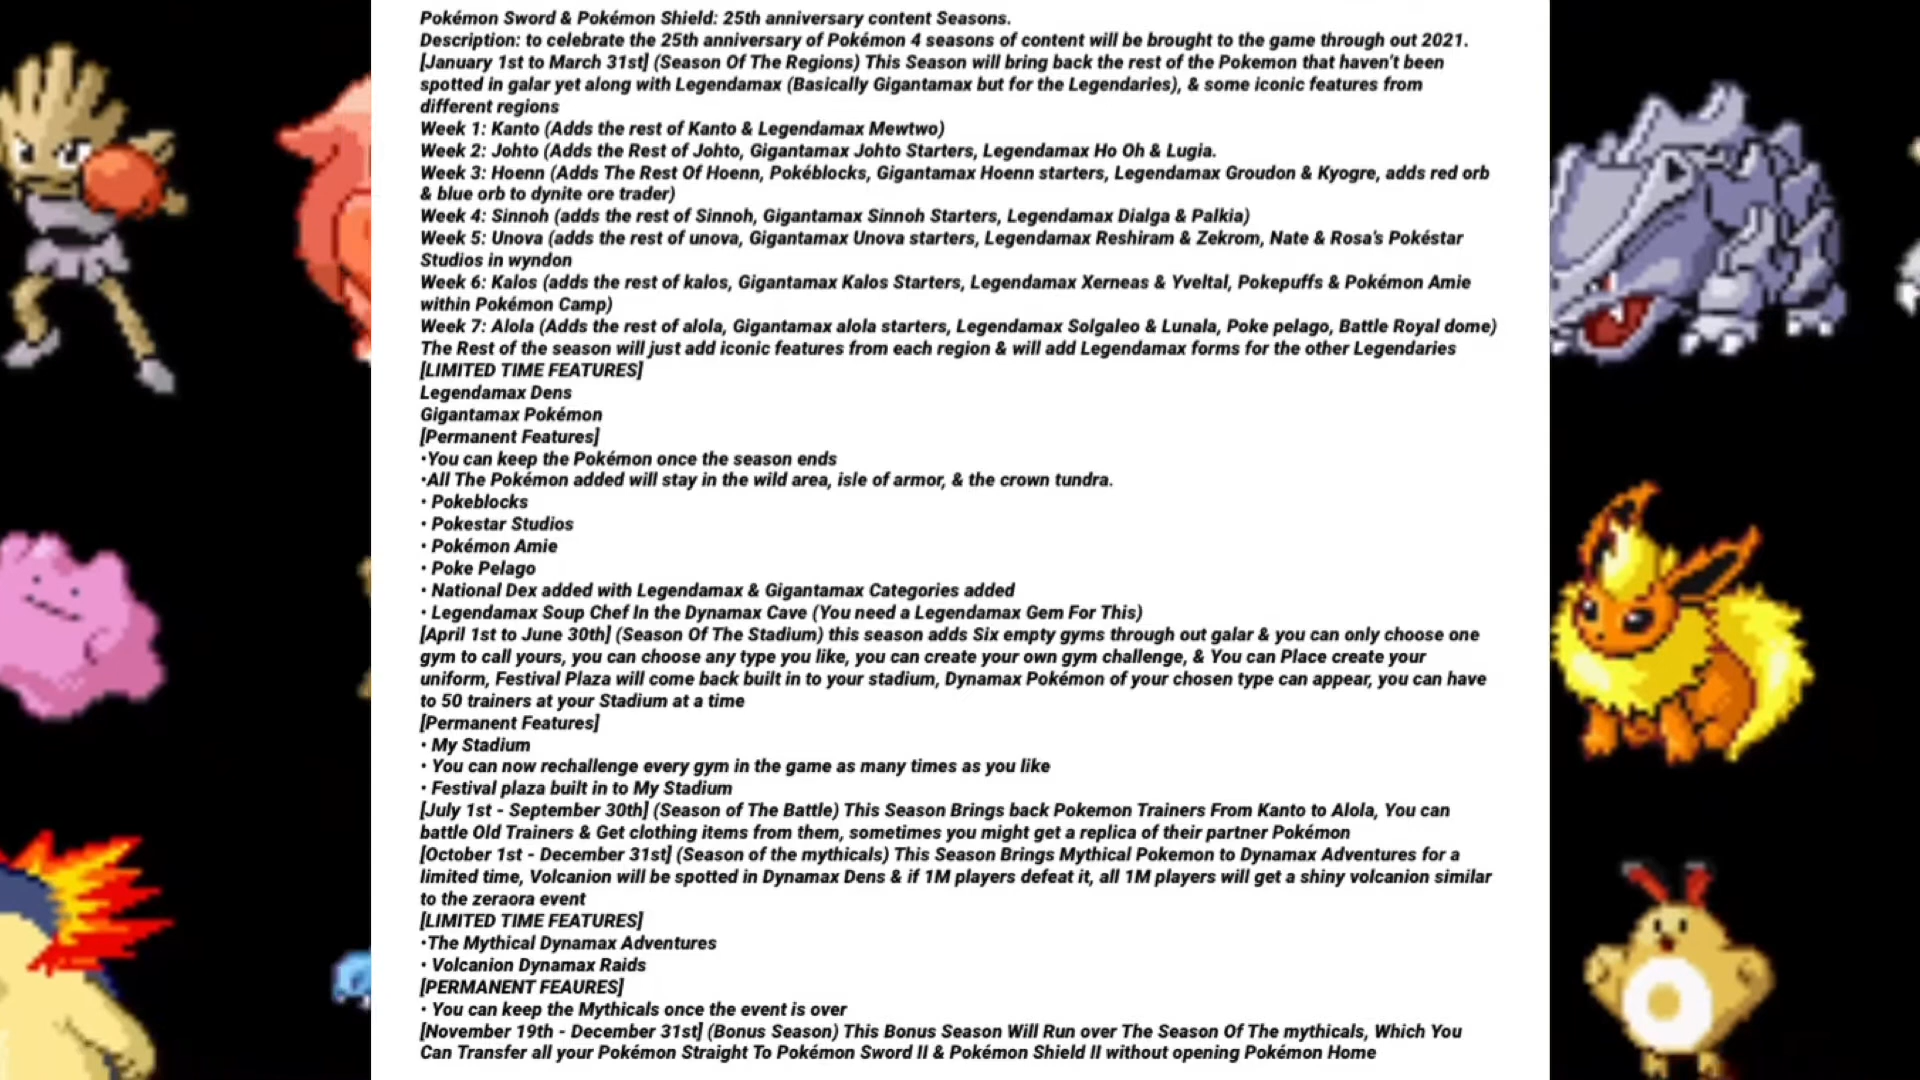 Pokémon Sword & Pokémon Shield: 25th anniversary content Seasons.
Description: to celebrate the 25th anniversary of Pokémon 4 seasons of content will be brought to the game through out 2021.
[January 1st to March 31st] (Season Of The Regions) This Season will bring back the rest of the Pokemon that haven't been
spotted in galar yet along with Legendamax (Basically Gigantamax but for the Legendaries), & some iconic features from
different regions
Week 1: Kanto (Adds the rest of Kanto & Legendamax Mewtwo)
Week 2: Johto (Adds the Rest of Johto, Gigantamax Johto Starters, Legendamax Ho Oh & Lugia.
Week 3: Hoenn (Adds The Rest Of Hoenn, Pokéblocks, Gigantamax Hoenn starters, Legendamax Groudon & Kyogre, adds red orb
& blue orb to dynite ore trader)
Week 4: Sinnoh (adds the rest of Sinnoh, Gigantamax Sinnoh Starters, Legendamax Dialga & Palkia)
Week 5: Unova (adds the rest of unova, Gigantamax Unova starters, Legendamax Reshiram & Zekrom, Nate & Rosa's Pokéstar
Studios in wyndon
Week 6: Kalos (adds the rest of kalos, Gigantamax Kalos Starters, Legendamax Xerneas & Yveltal, Pokepuffs & Pokémon Amie
within Pokémon Camp)
Week 7: Alola (Adds the rest of alola, Gigantamax alola starters, Legendamax Solgaleo & Lunala, Poke pelago, Battle Royal dome)
The Rest of the season will just add iconic features from each region & will add Legendamax forms for the other Legendaries
[LIMITED TIME FEATURES]
Legendamax Dens
Gigantamax Pokémon
[Permanent Features]
•You can keep the Pokémon once the season ends
•All The Pokémon added will stay in the wild area, isle of armor, & the crown tundra.
• Pokeblocks
• Pokestar Studios
• Pokémon Amie
• Poke Pelago
• National Dex added with Legendamax & Gigantamax Categories added
• Legendamax Soup Chef In the Dynamax Cave (You need a Legendamax Gem For This)
[April 1st to June 30th] (Season Of The Stadium) this season adds Six empty gyms through out galar & you can only choose one
gym to call yours, you can choose any type you like, you can create your own gym challenge, & You can Place create your
uniform, Festival Plaza will come back built in to your stadium, Dynamax Pokémon of your chosen type can appear, you can have
to 50 trainers at your Stadium at a time
[Permanent Features]
• My Stadium
• You can now rechallenge every gym in the game as many times as you like
• Festival plaza built in to My Stadium
[July 1st - September 30th] (Season of The Battle) This Season Brings back Pokemon Trainers From Kanto to Alola, You can
battle Old Trainers & Get clothing items from them, sometimes you might get a replica of their partner Pokémon
[October 1st - December 31st] (Season of the mythicals) This Season Brings Mythical Pokemon to Dynamax Adventures for a
limited time, Volcanion will be spotted in Dynamax Dens & if 1M players defeat it, all 1M players will get a shiny volcanion similar
to the zeraora event
[LIMITED TIME FEATURES]
•The Mythical Dynamax Adventures
• Volcanion Dynamax Raids
[PERMANENT FEAURES]
• You can keep the Mythicals once the event is over
[November 19th - December 31st] (Bonus Season) This Bonus Season Will Run over The Season Of The mythicals, Which You
Can Transfer all your Pokémon Straight To Pokémon Sword II & Pokémon Shield II without opening Pokémon Home